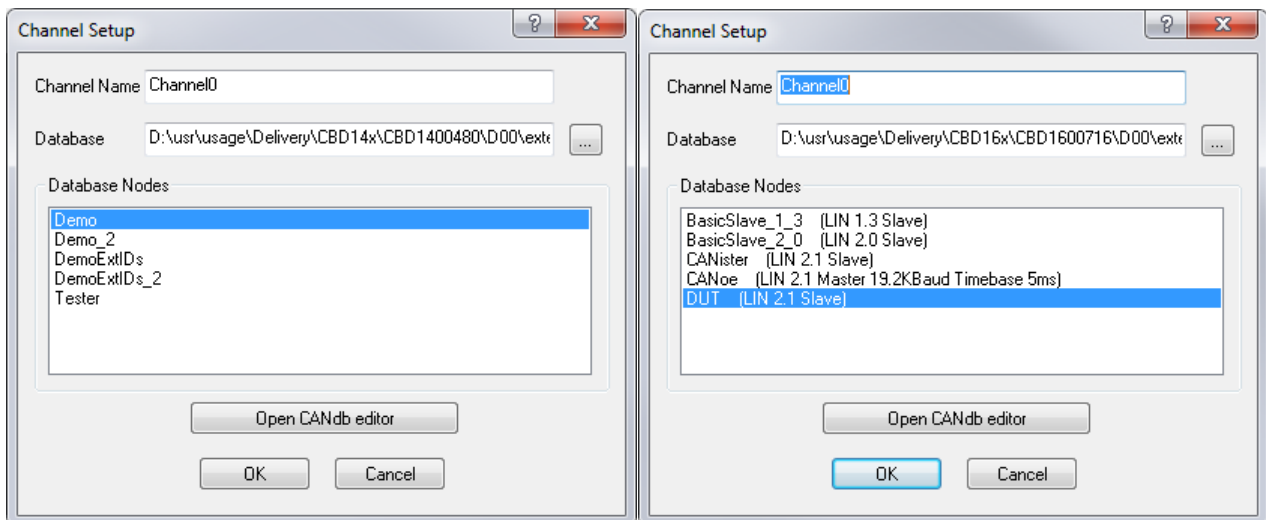 Channel Setup
Channel Name Channel0
Database D:\usr\usage\Delivery\CBD14x\CBD1400480\D00\exte ...
Database Nodes
Demo
Demo_2
DemoExtIDs
DemoExtIDs_2
Tester
Open CANdb editor
OK Cancel
Channel Setup
Channel Name Channel0
Database D:\usr\usage\Delivery\CBD16x\CBD1600716\D00\exte ...
Database Nodes
BasicSlave_1_3 (LIN 1.3 Slave)
BasicSlave_2_0 (LIN 2.0 Slave)
CANister (LIN 2.1 Slave)
CANoe (LIN 2.1 Master 19.2KBaud Timebase 5ms)
DUT (LIN 2.1 Slave)
Open CANdb editor
OK Cancel